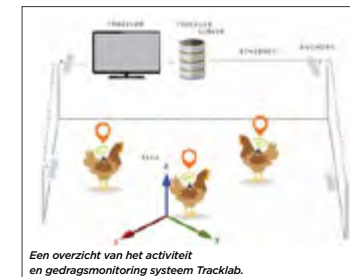 TRACKLAB
TRACKLAB
SERVER
ETHERNET
ANCHORS
TAGS
z
x
y
Een overzicht van het activiteit
en gedragsmonitoring systeem Tracklab.